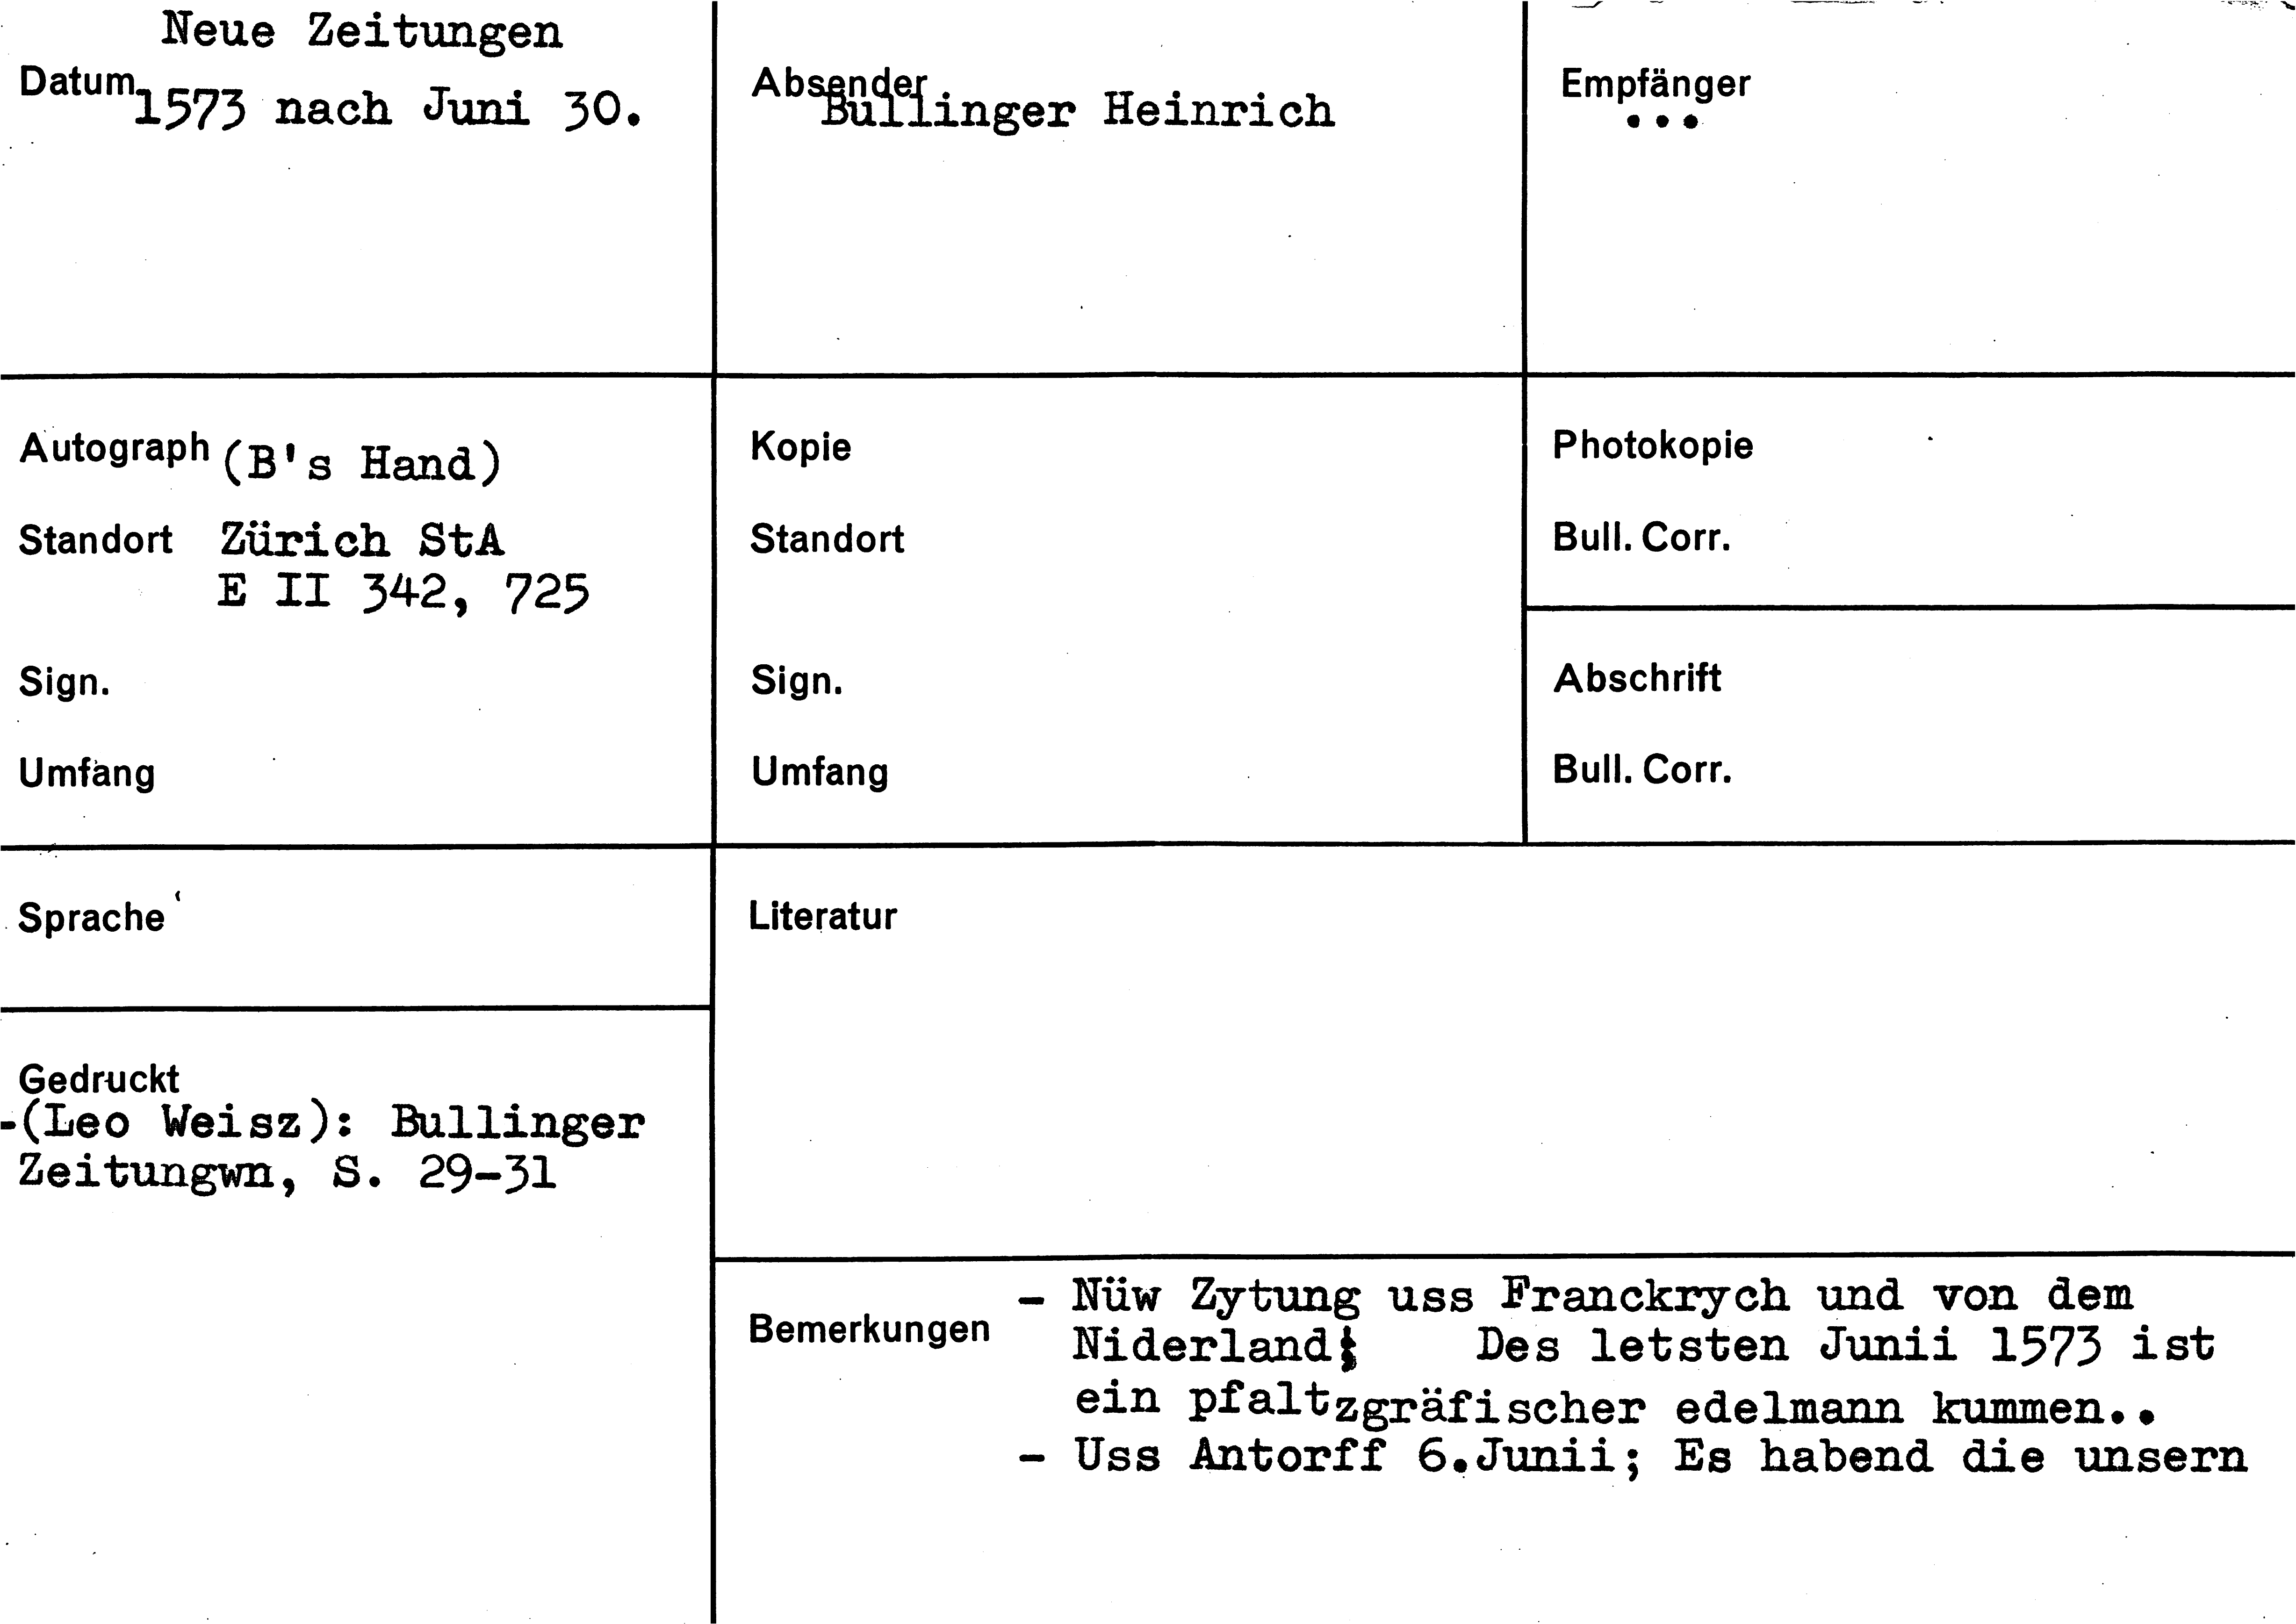 Neue Zeitungen
Datum 1573 nach Juni 30.
Absender Bullinger Heinrich
Empfänger
...
Autograph (B's Hand)
Standort Zürich StA
E II 342, 725
Sign.
Umfang
Kopie
Standort
Sign.
Umfang
Photokopie
Bull. Corr.
Abschrift
Bull. Corr.
Sprache
Literatur
Gedruckt
-(Leo Weisz): Bullinger
Zeitungwn, S. 29-31
Bemerkungen
- Nüw Zytung uss Franckrych und von dem
Niderland; Des letsten Junii 1573 ist
ein pfaltzgräfischer edelmann kummen..
- Uss Antorff 6.Junii; Es habend die unsern